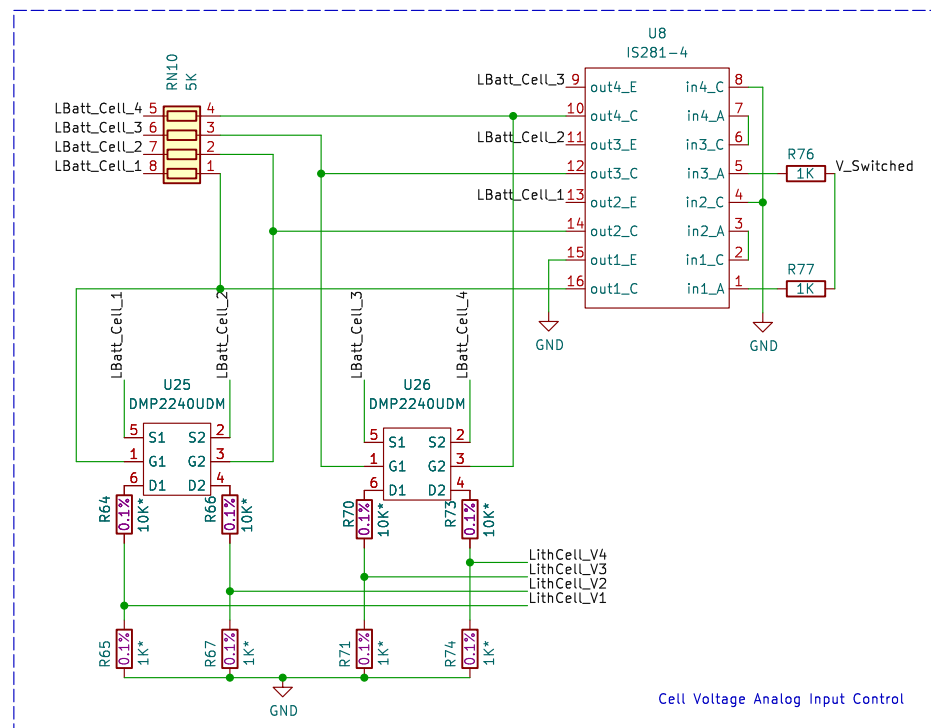 U8
IS281-4
RN10
5K
LBatt_Cell_4 5 4
LBatt_Cell_3 6 3
LBatt_Cell_2 7 2
LBatt_Cell_1 8 1
LBatt_Cell_3 9 out4_E in4_C 8
10 out4_C in4_A 7
LBatt_Cell_2 11 out3_E in3_C 6
12 out3_C in3_A 5
LBatt_Cell_1 13 out2_E in2_C 4
14 out2_C in2_A 3
15 out1_E in1_C 2
16 out1_C in1_A 1
R76
1K
V_Switched
R77
1K
GND
GND
LBatt_Cell_1
LBatt_Cell_2
LBatt_Cell_3
LBatt_Cell_4
U25
DMP2240UDM
5 S1 S2 2
1 G1 G2 3
6 D1 D2 4
U26
DMP2240UDM
5 S1 S2 2
1 G1 G2 3
6 D1 D2 4
R64 0.1% 10K*
R66 0.1% 10K*
R70 0.1% 10K*
R73 0.1% 10K*
LithCell_V4
LithCell_V3
LithCell_V2
LithCell_V1
R65 0.1% 1K*
R67 0.1% 1K*
R71 0.1% 1K*
R74 0.1% 1K*
GND
Cell Voltage Analog Input Control